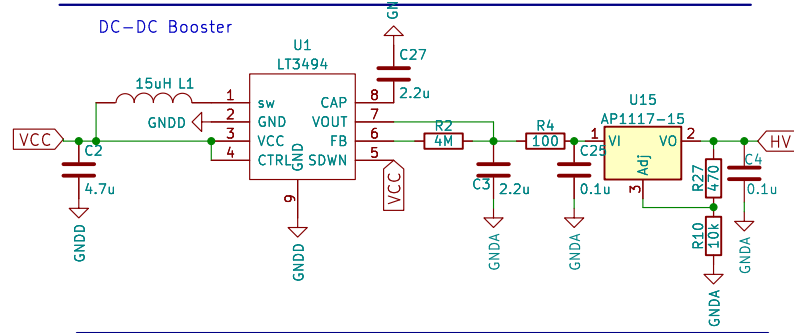 GN
DC-DC Booster
U1
LT3494
C27
2.2u
15uH L1
1
sw
CAP
8
GNDD
2
GND
VOUT
7
VCC
3
VCC
FB
6
4
CTRL
SDWN
5
GND
9
GNDD
C2
4.7u
GNDD
VCC
R2
4M
C3
2.2u
GNDA
R4
100
C25
0.1u
GNDA
U15
AP1117-15
1
VI
VO
2
Adj
3
HV
R27
470
C4
0.1u
GNDA
R10
10k
GNDA